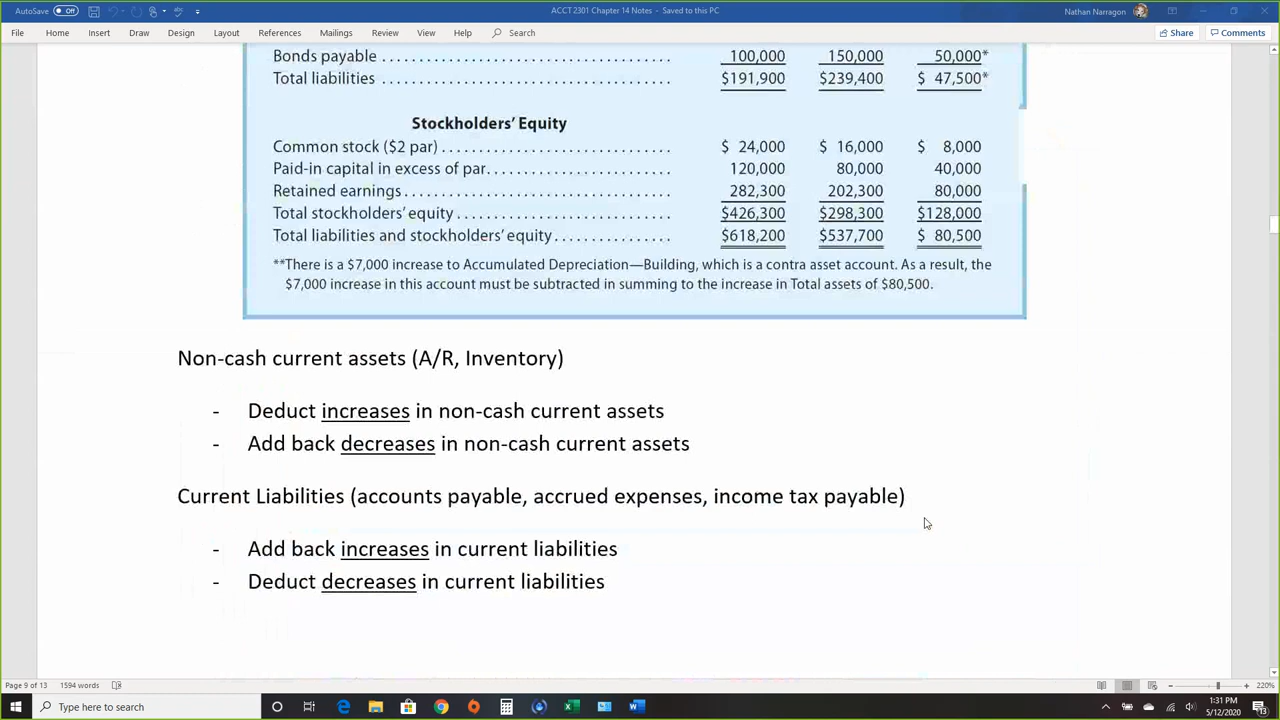 AutoSave Off ACCT 2301 Chapter 14 Notes - Saved to this PC Nathan Narragon
File Home Insert Draw Design Layout References Mailings Review View Help Search Share Comments
Bonds payable 100,000 150,000 50,000*
Total liabilities $191,900 $239,400 $ 47,500*
Stockholders' Equity
Common stock ($2 par) $ 24,000 $ 16,000 $ 8,000
Paid-in capital in excess of par 120,000 80,000 40,000
Retained earnings 282,300 202,300 80,000
Total stockholders' equity $426,300 $298,300 $128,000
Total liabilities and stockholders' equity $618,200 $537,700 $ 80,500
**There is a $7,000 increase to Accumulated Depreciation—Building, which is a contra asset account. As a result, the
$7,000 increase in this account must be subtracted in summing to the increase in Total assets of $80,500.
Non-cash current assets (A/R, Inventory)
- Deduct increases in non-cash current assets
- Add back decreases in non-cash current assets
Current Liabilities (accounts payable, accrued expenses, income tax payable)
- Add back increases in current liabilities
- Deduct decreases in current liabilities
Page 9 of 13 1594 words 220%
Type here to search 1:31 PM
5/12/2020